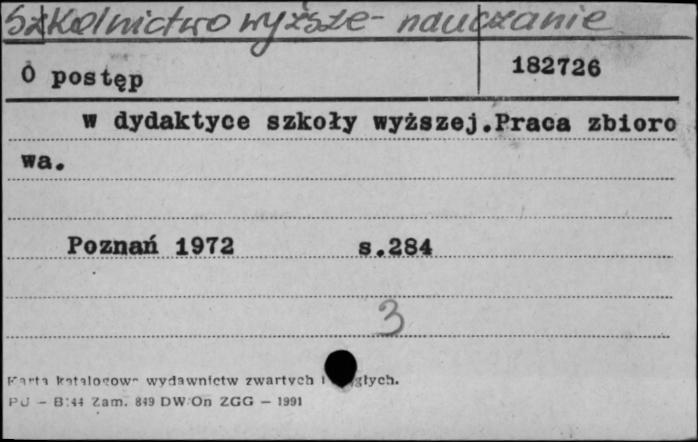 Szkolnictwo wyższe - nauczanie
O postęp
182726
w dydaktyce szkoły wyższej.Praca zbioro
wa.
Poznań 1972 s.284
3
Karta katalogowa wydawnictw zwartych i ciągłych.
PU - B 44 Zam. 849 DW On ZGG - 1991